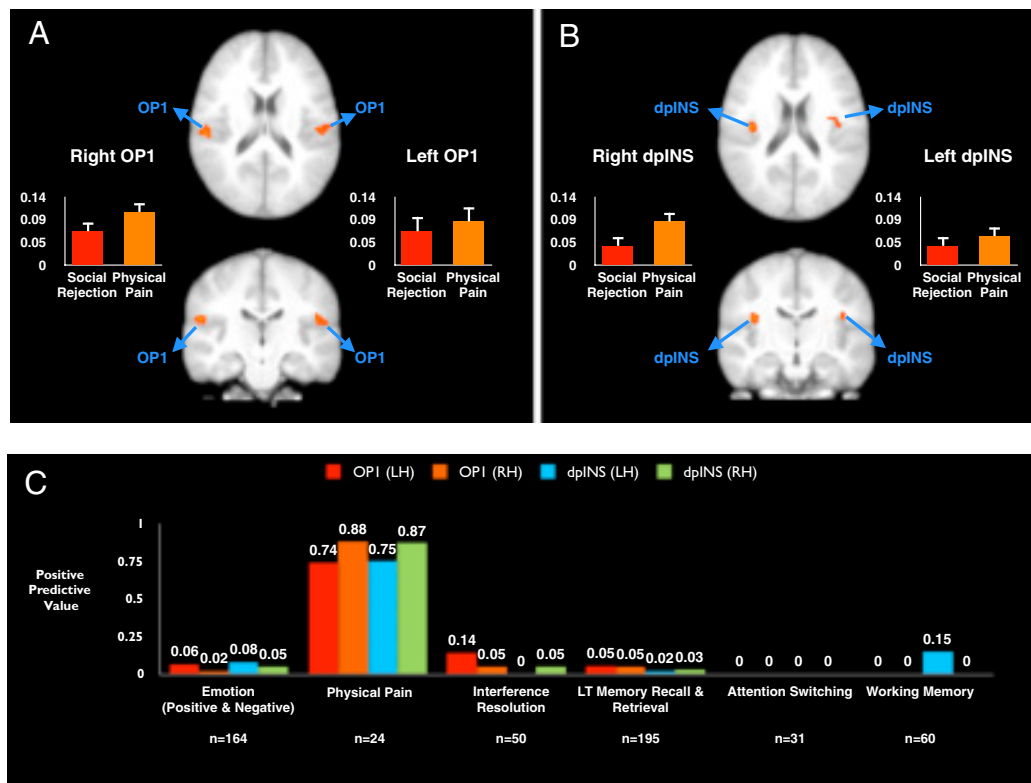 A
OP1
OP1
Right OP1
Left OP1
0.14
0.09
0.05
0
Social Rejection
Physical Pain
0.14
0.09
0.05
0
Social Rejection
Physical Pain
OP1
OP1
B
dpINS
dpINS
Right dpINS
Left dpINS
0.14
0.09
0.05
0
Social Rejection
Physical Pain
0.14
0.09
0.05
0
Social Rejection
Physical Pain
dpINS
dpINS
C
OP1 (LH) OP1 (RH) dpINS (LH) dpINS (RH)
Positive
Predictive
Value
1
0.75
0.5
0.25
0
0.06 0.02 0.08 0.05
0.74 0.88 0.75 0.87
0.14 0.05 0 0.05
0.05 0.05 0.02 0.03
0 0 0 0
0 0 0.15 0
Emotion
(Positive & Negative)
Physical Pain
Interference
Resolution
LT Memory Recall &
Retrieval
Attention Switching
Working Memory
n=164 n=24 n=50 n=195 n=31 n=60